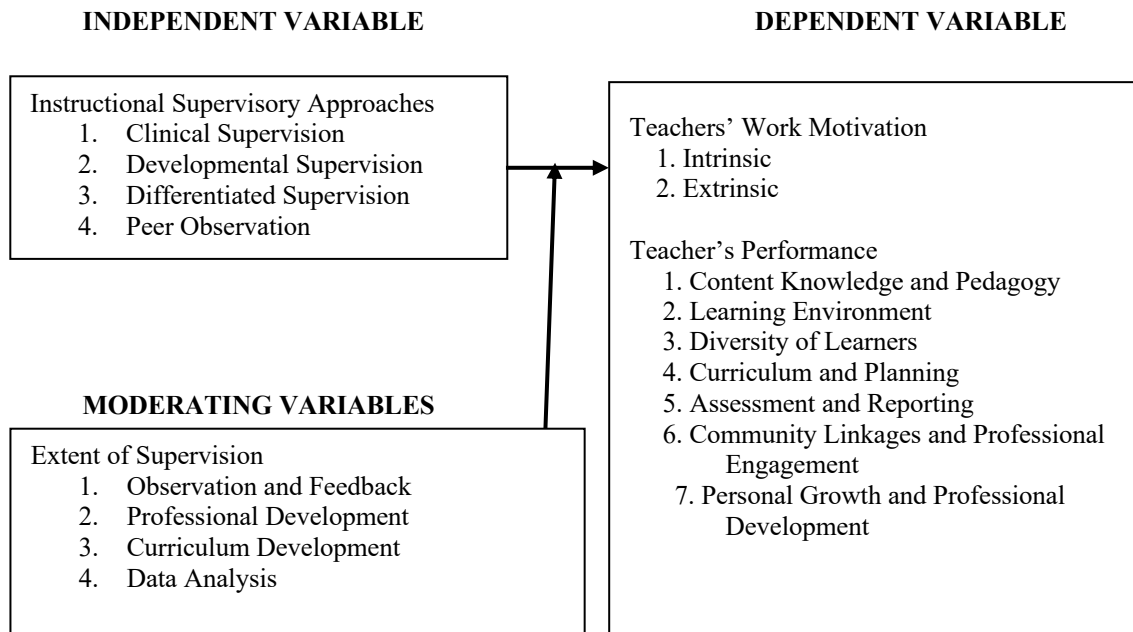 INDEPENDENT VARIABLE
Instructional Supervisory Approaches
1. Clinical Supervision
2. Developmental Supervision
3. Differentiated Supervision
4. Peer Observation
MODERATING VARIABLES
Extent of Supervision
1. Observation and Feedback
2. Professional Development
3. Curriculum Development
4. Data Analysis
DEPENDENT VARIABLE
Teachers’ Work Motivation
1. Intrinsic
2. Extrinsic
Teacher’s Performance
1. Content Knowledge and Pedagogy
2. Learning Environment
3. Diversity of Learners
4. Curriculum and Planning
5. Assessment and Reporting
6. Community Linkages and Professional
Engagement
7. Personal Growth and Professional
Development